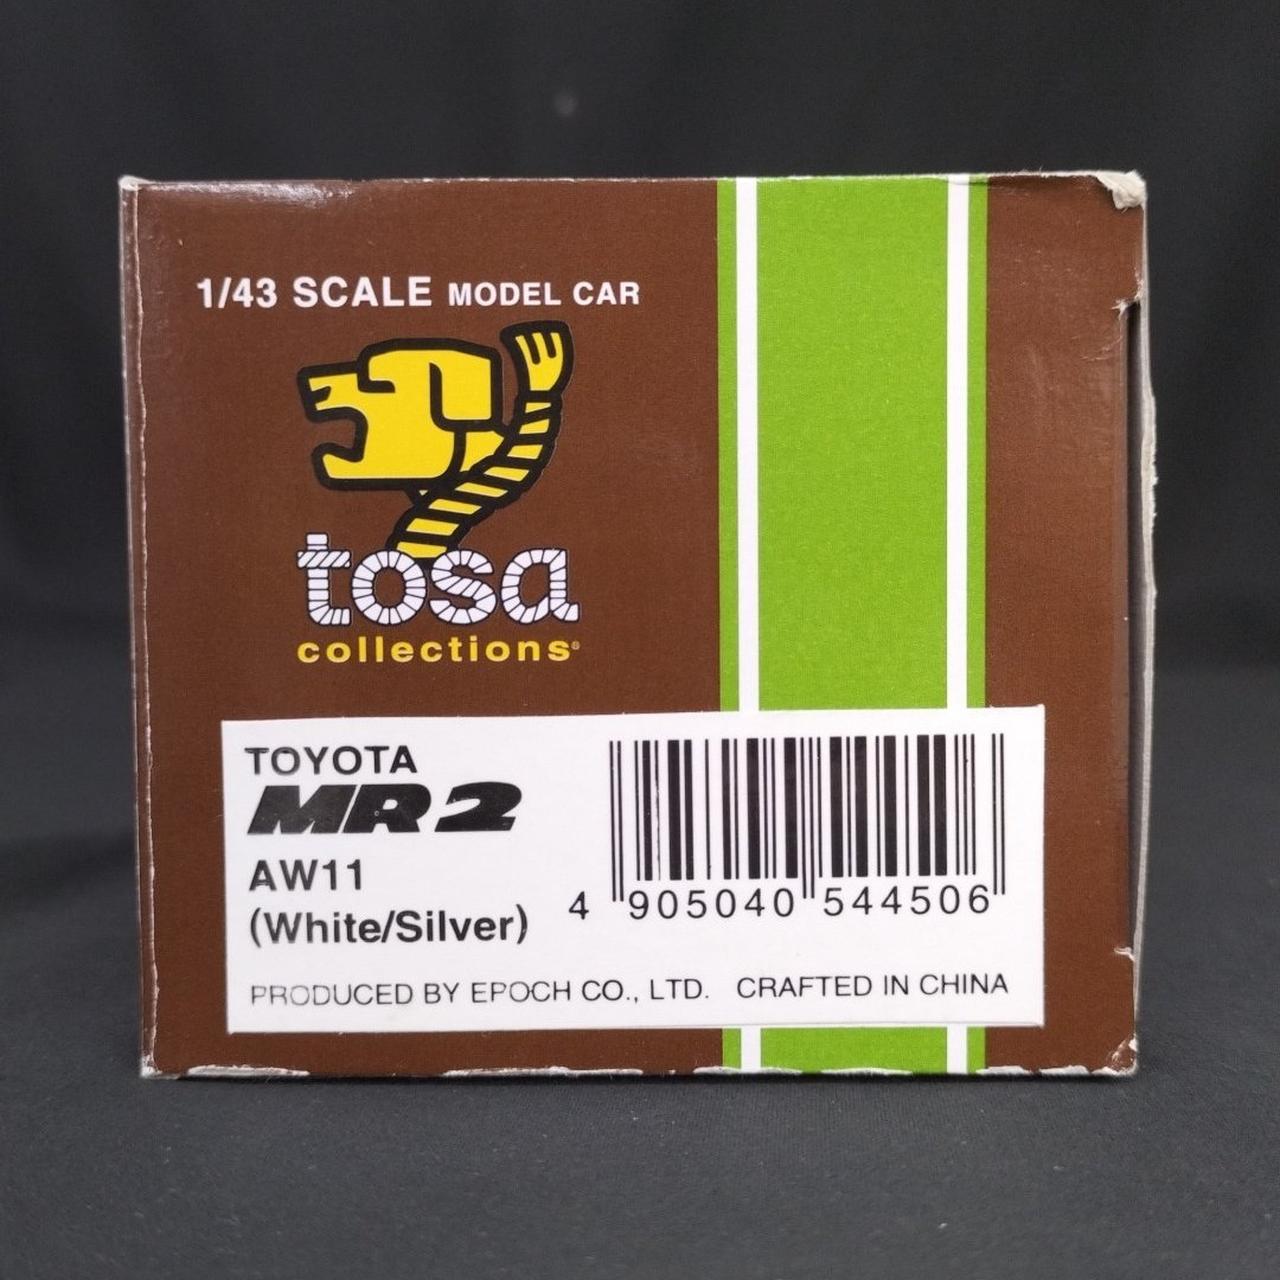 1/43 SCALE MODEL CAR
tosa
collections®
TOYOTA
MR2
AW11
(White/Silver)
4 905040 544506
PRODUCED BY EPOCH CO., LTD. CRAFTED IN CHINA